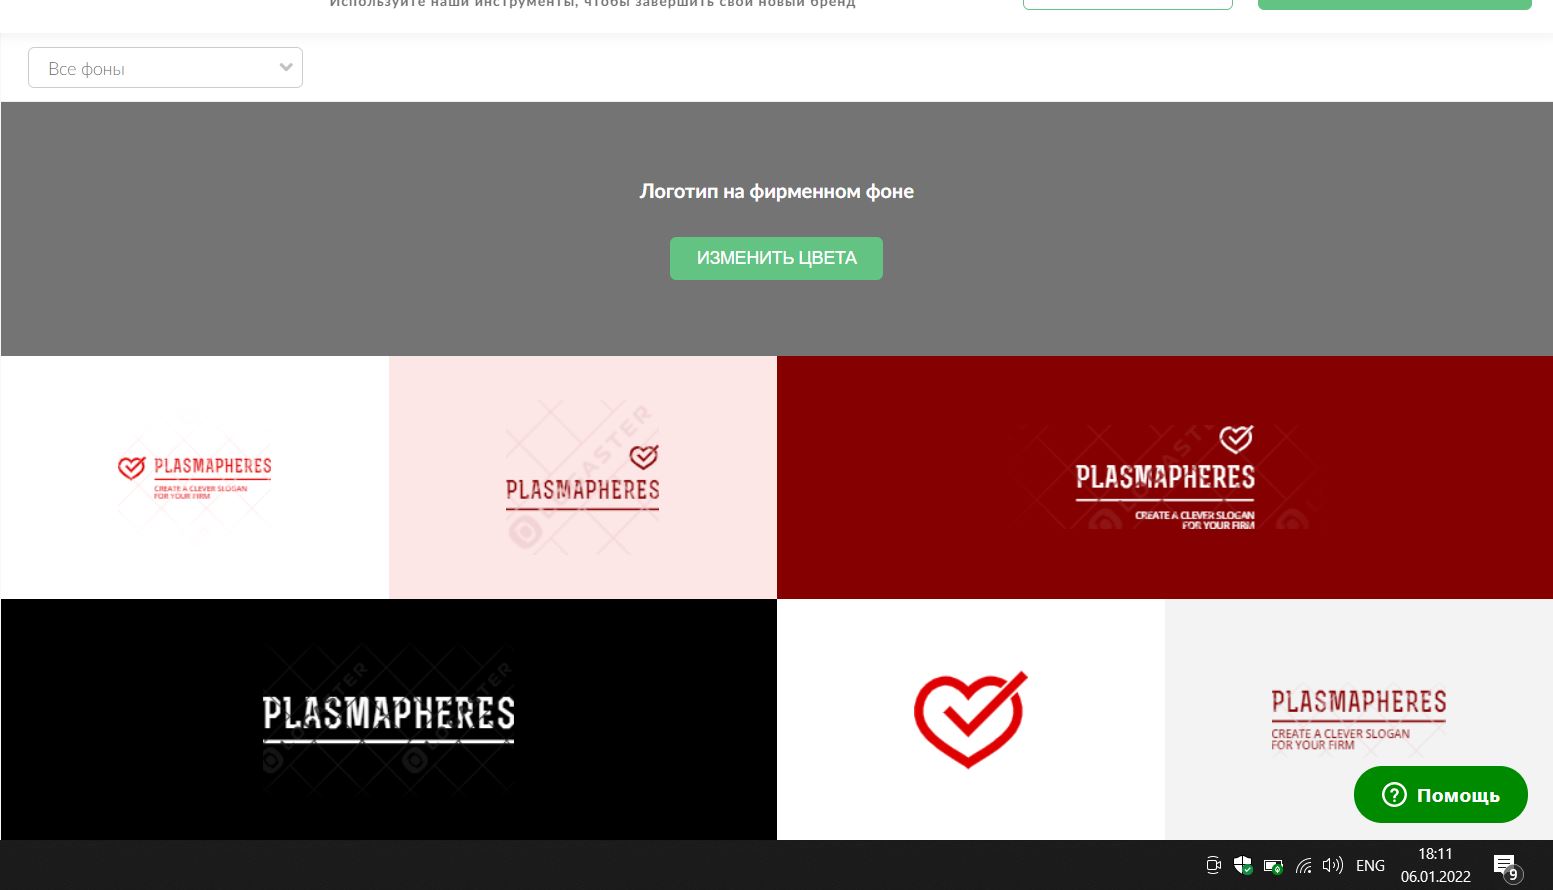 Используйте наши инструменты, чтобы завершить свой новый бренд
Все фоны
Логотип на фирменном фоне
ИЗМЕНИТЬ ЦВЕТА
PLASMAPHERES
CREATE A CLEVER SLOGAN
FOR YOUR FIRM
PLASMAPHERES
LOGASTER
PLASMAPHERES
CREATE A CLEVER SLOGAN
FOR YOUR FIRM
PLASMAPHERES
PLASMAPHERES
CREATE A CLEVER SLOGAN
FOR YOUR FIRM
Помощь
ENG
18:11
06.01.2022
9